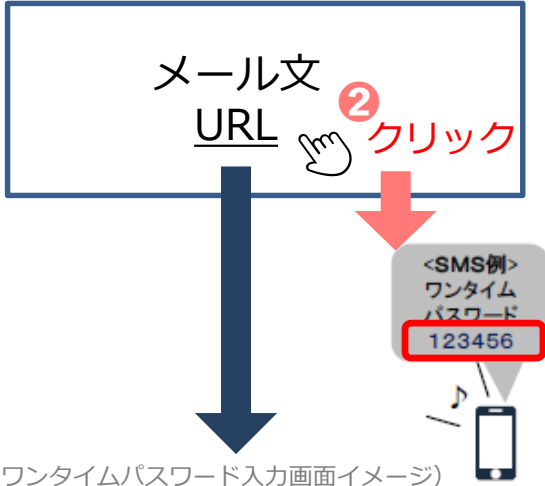 メール文
URL
2
クリック
<SMS例>
ワンタイム
パスワード
123456
ワンタイムパスワード入力画面イメージ）